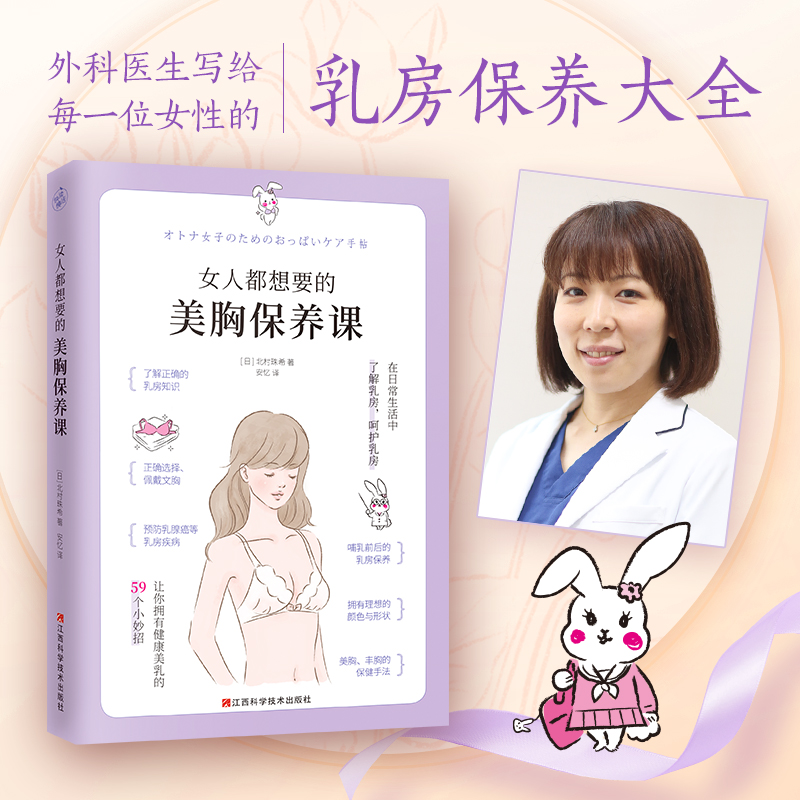 外科医生写给
每一位女性的
乳房保养大全
オトナ女子のためのおっぱいケア手帖
女人都想要的
美胸保养课
[日] 北村珠希 著
安忆 译
了解正确的
乳房知识
正确选择、
佩戴文胸
预防乳腺癌等
乳房疾病
在日常生活中
了解乳房，呵护乳房
哺乳前后的
乳房保养
拥有理想的
颜色与形状
美胸、丰胸的
保健手法
让你拥有健康美乳的
59个小妙招
江西科学技术出版社
女人都想要的 美胸保养课
[日] 北村珠希 著 安忆 译
江西科学技术出版社